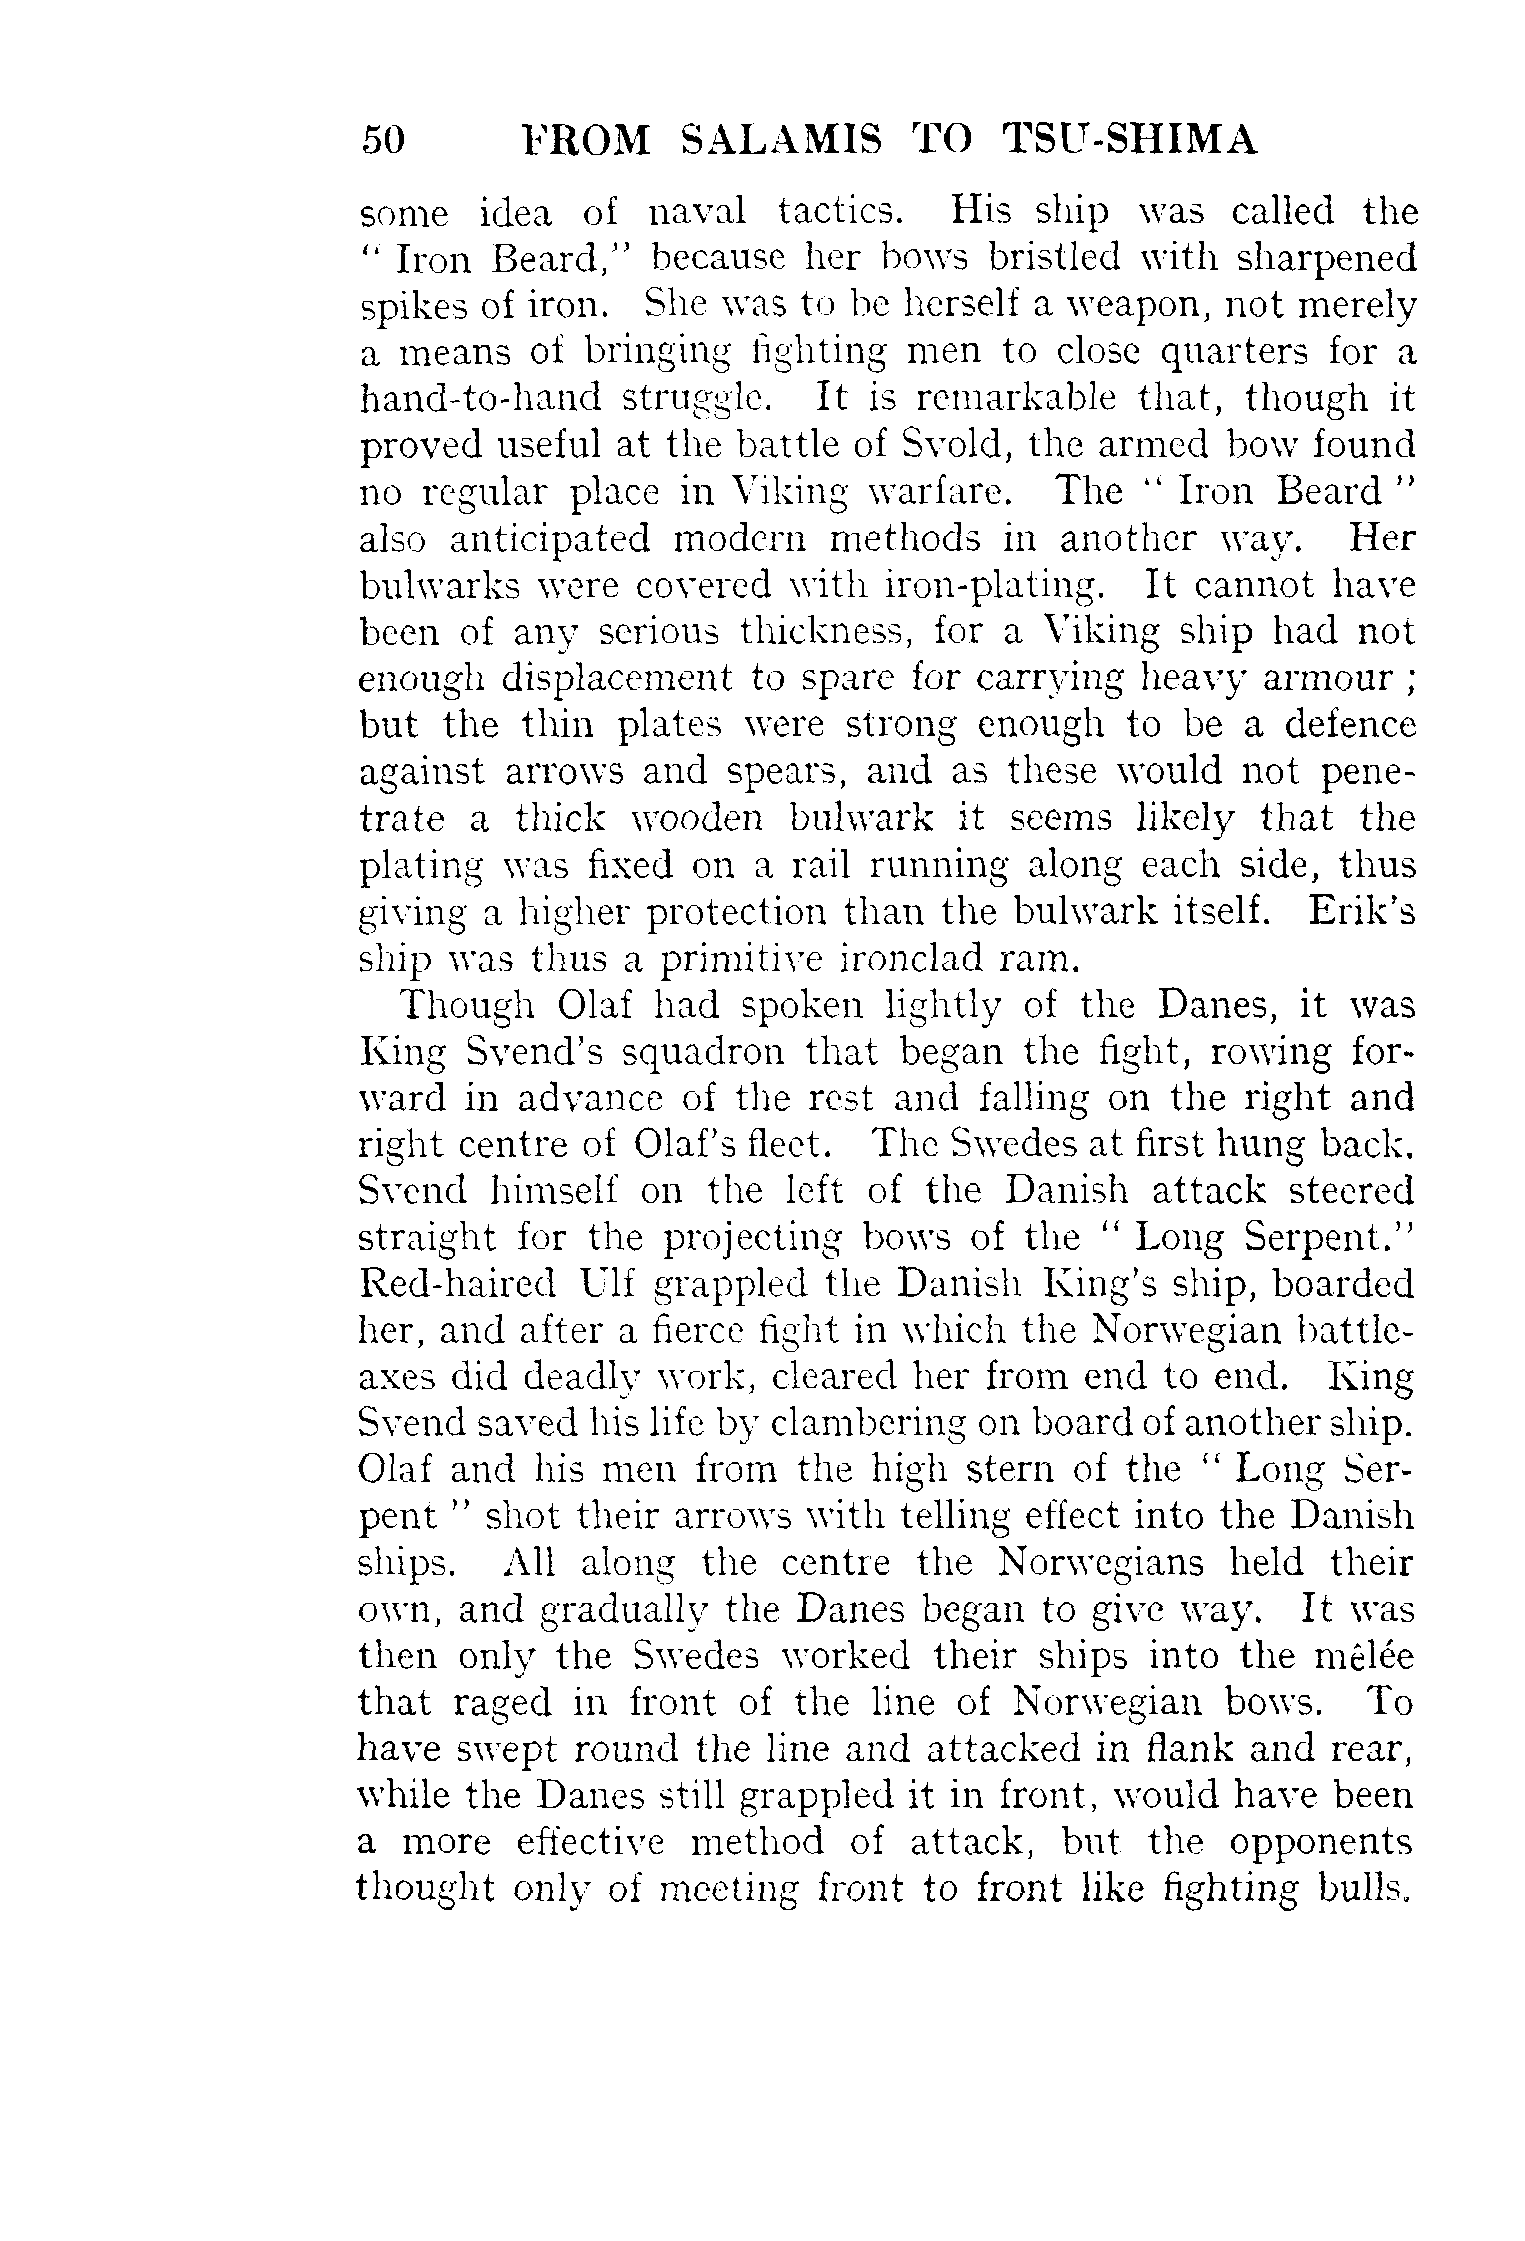 50 FROM SALAMIS TO TSU-SHIMA
some idea of naval tactics. His ship was called the
“ Iron Beard,” because her bows bristled with sharpened
spikes of iron. She was to be herself a weapon, not merely
a means of bringing fighting men to close quarters for a
hand-to-hand struggle. It is remarkable that, though it
proved useful at the battle of Svold, the armed bow found
no regular place in Viking warfare. The “ Iron Beard ”
also anticipated modern methods in another way. Her
bulwarks were covered with iron-plating. It cannot have
been of any serious thickness, for a Viking ship had not
enough displacement to spare for carrying heavy armour ;
but the thin plates were strong enough to be a defence
against arrows and spears, and as these would not pene-
trate a thick wooden bulwark it seems likely that the
plating was fixed on a rail running along each side, thus
giving a higher protection than the bulwark itself. Erik's
ship was thus a primitive ironclad ram.
Though Olaf had spoken lightly of the Danes, it was
King Svend's squadron that began the fight, rowing for-
ward in advance of the rest and falling on the right and
right centre of Olaf's fleet. The Swedes at first hung back.
Svend himself on the left of the Danish attack steered
straight for the projecting bows of the “ Long Serpent.”
Red-haired Ulf grappled the Danish King's ship, boarded
her, and after a fierce fight in which the Norwegian battle-
axes did deadly work, cleared her from end to end. King
Svend saved his life by clambering on board of another ship.
Olaf and his men from the high stern of the “ Long Ser-
pent ” shot their arrows with telling effect into the Danish
ships. All along the centre the Norwegians held their
own, and gradually the Danes began to give way. It was
then only the Swedes worked their ships into the mêlée
that raged in front of the line of Norwegian bows. To
have swept round the line and attacked in flank and rear,
while the Danes still grappled it in front, would have been
a more effective method of attack, but the opponents
thought only of meeting front to front like fighting bulls.